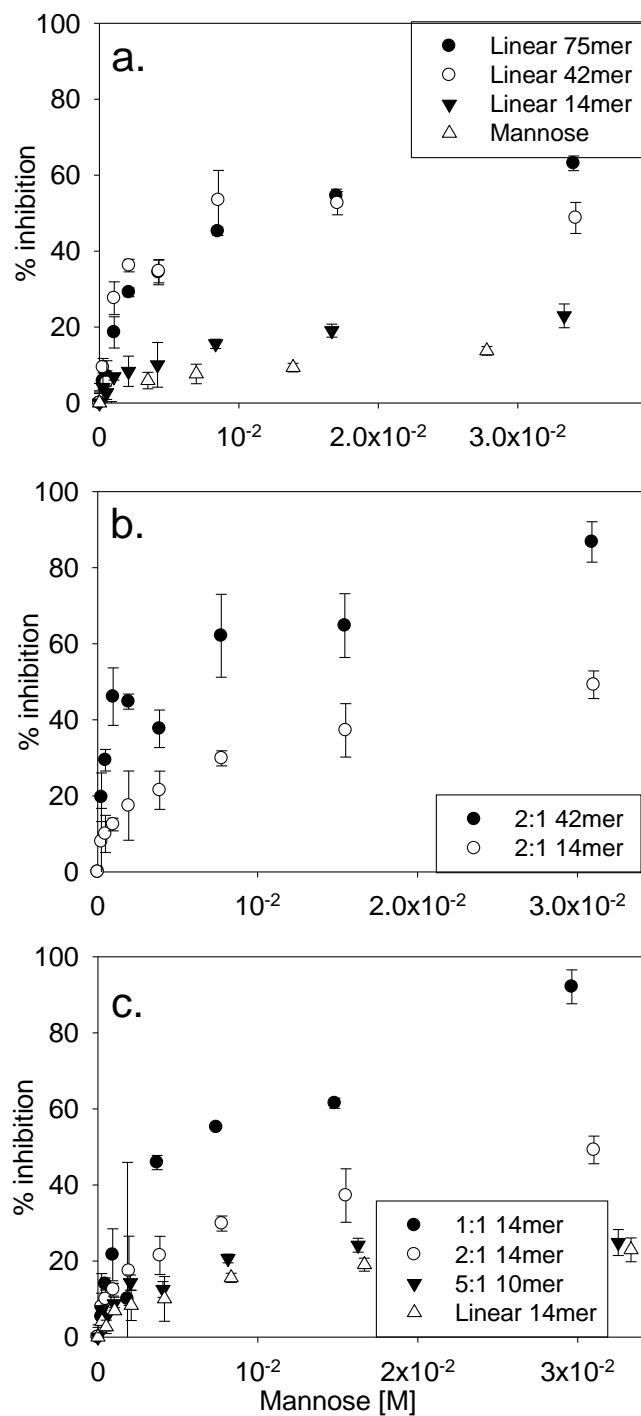 a.
Linear 75mer
Linear 42mer
Linear 14mer
Mannose
% inhibition
100
80
60
40
20
0
0 10⁻² 2.0x10⁻² 3.0x10⁻²
b.
% inhibition
100
80
60
40
20
0
2:1 42mer
2:1 14mer
0 10⁻² 2.0x10⁻² 3.0x10⁻²
c.
% inhibition
100
80
60
40
20
0
1:1 14mer
2:1 14mer
5:1 10mer
Linear 14mer
0 10⁻² 2x10⁻² 3x10⁻²
Mannose [M]